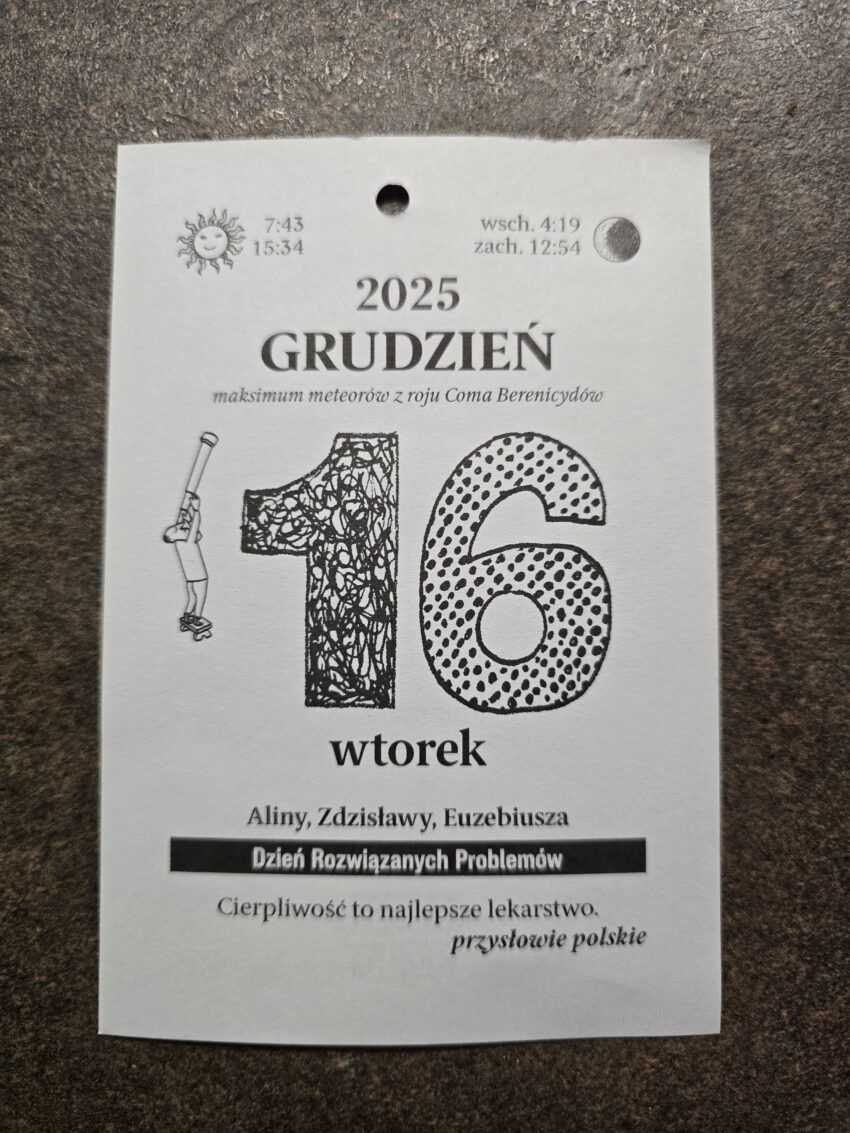 7:43
15:34
wsch. 4:19
zach. 12:54
2025
GRUDZIEŃ
maksimum meteorów z roju Coma Berenicydów
16
wtorek
Aliny, Zdzisławy, Euzebiusza
Dzień Rozwiązanych Problemów
Cierpliwość to najlepsze lekarstwo.
przysłowie polskie